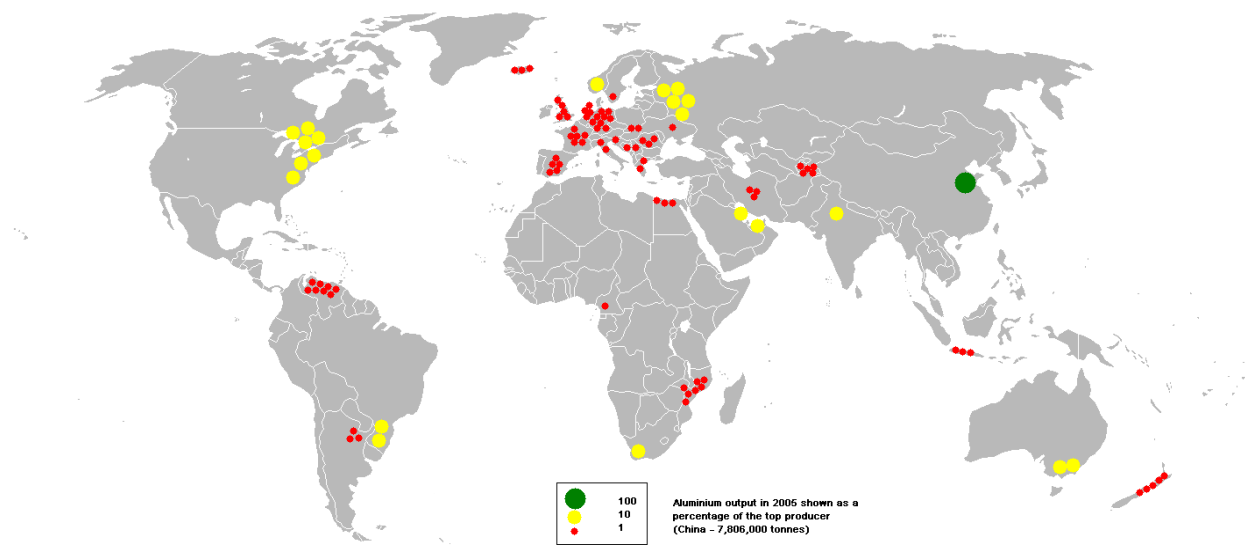 100
10
1
Aluminium output in 2005 shown as a
percentage of the top producer
(China - 7,806,000 tonnes)